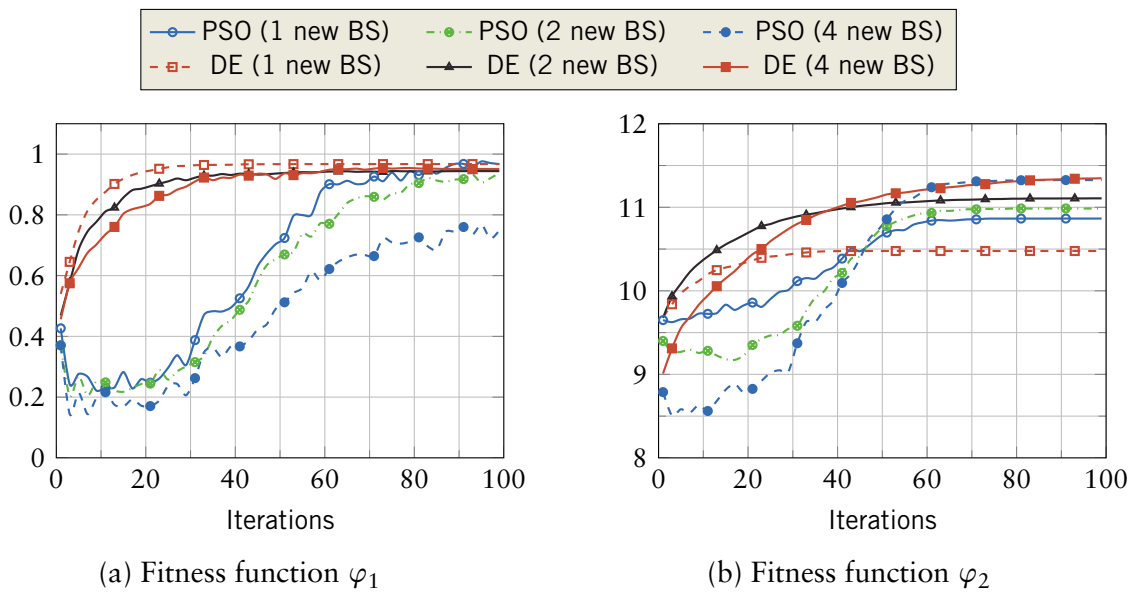 PSO (1 new BS) PSO (2 new BS) PSO (4 new BS)
DE (1 new BS) DE (2 new BS) DE (4 new BS)
1
0.8
0.6
0.4
0.2
0
0 20 40 60 80 100
Iterations
(a) Fitness function φ₁
12
11
10
9
8
0 20 40 60 80 100
Iterations
(b) Fitness function φ₂